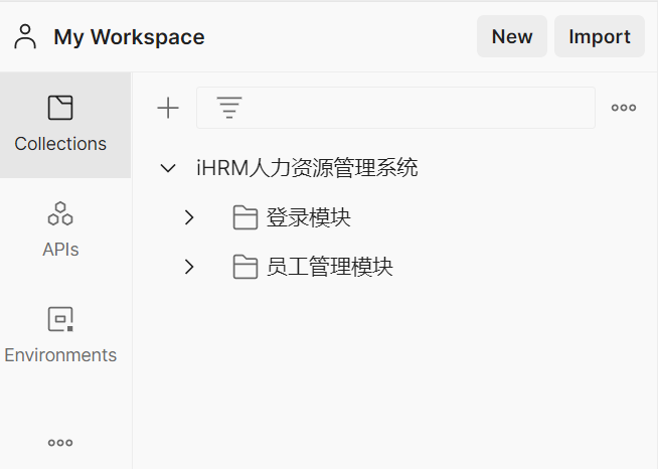 My Workspace
New
Import
Collections
iHRM人力资源管理系统
登录模块
APIs
员工管理模块
Environments